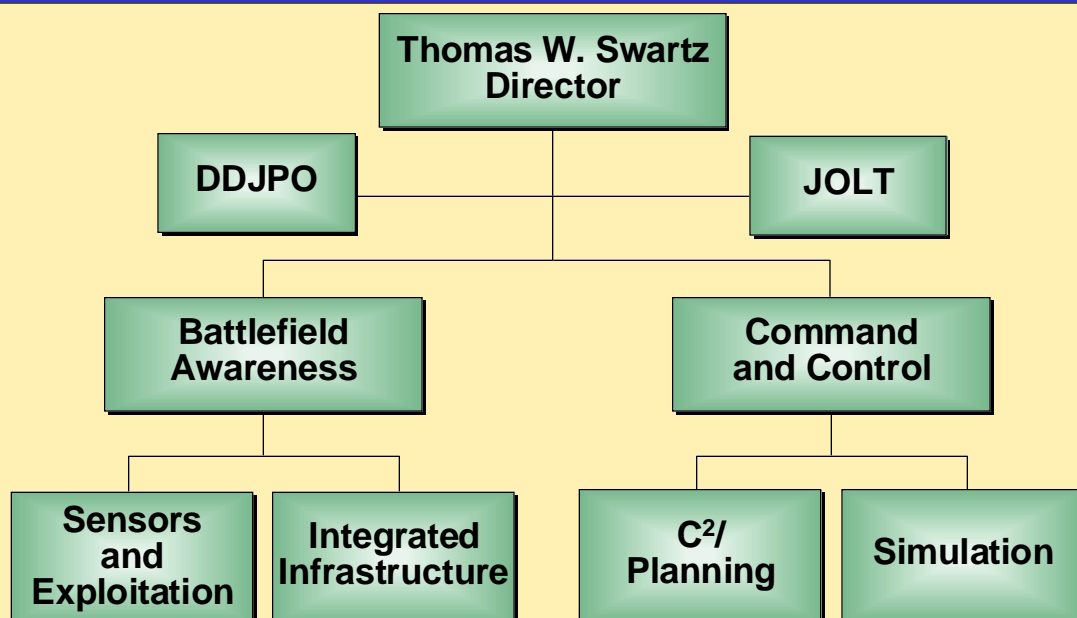 Thomas W. Swartz
Director
DDJPO
JOLT
Battlefield
Awareness
Command
and Control
Sensors
and
Exploitation
Integrated
Infrastructure
C²/
Planning
Simulation